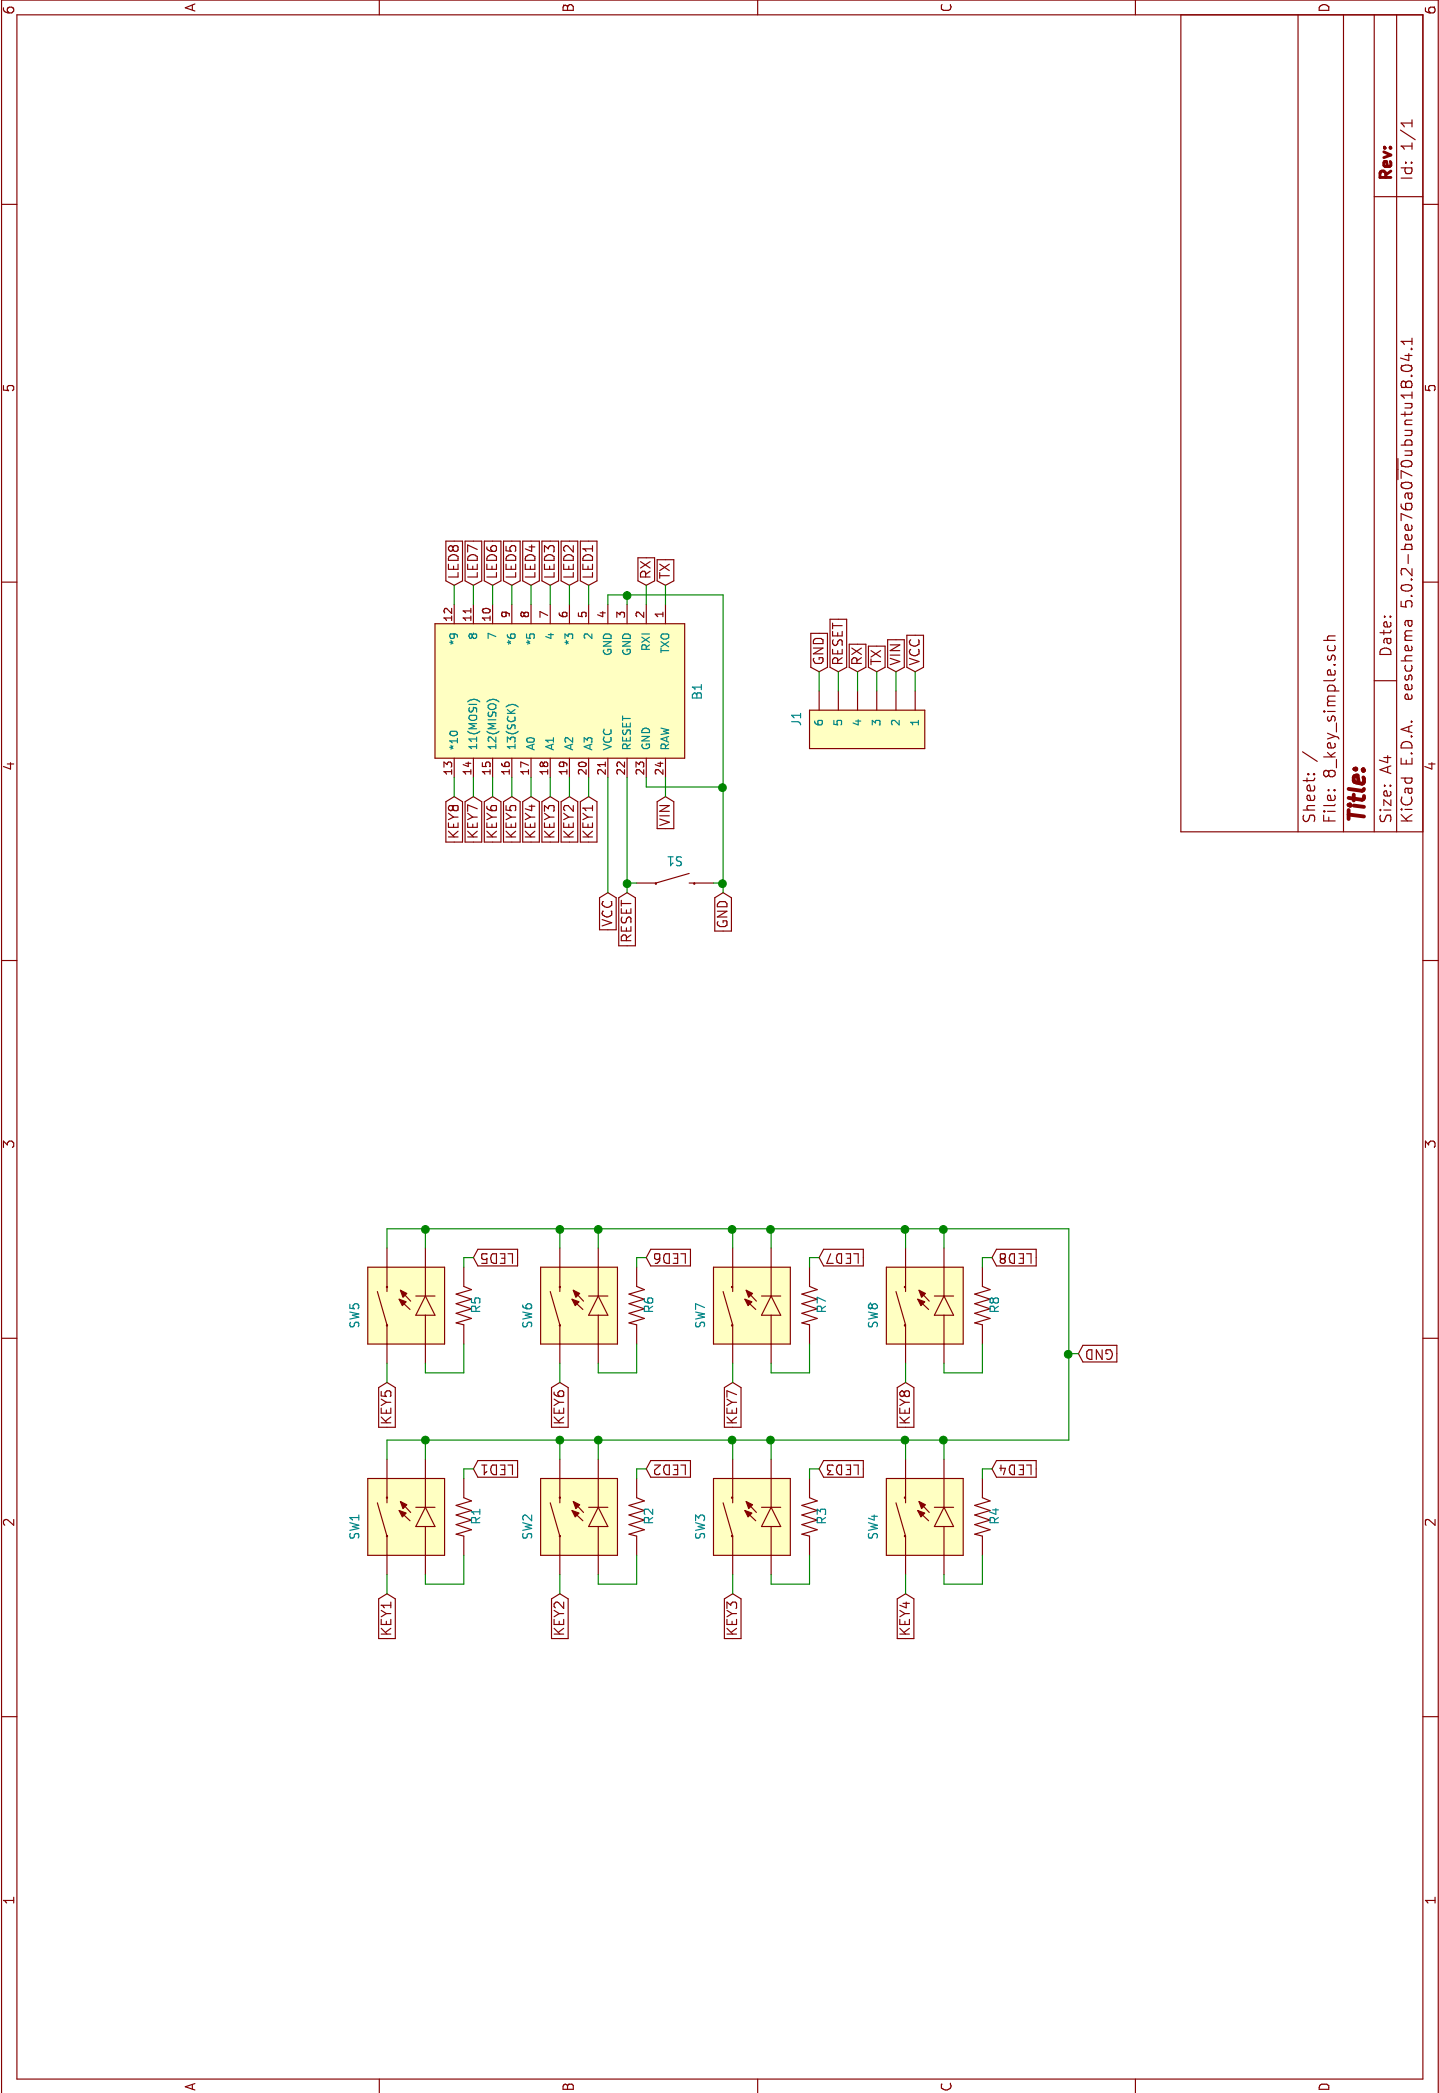 1
2
3
4
5
6
A
B
C
D
SW1
KEY1
R1
LED1
SW5
KEY5
R5
LED5
SW2
KEY2
R2
LED2
SW6
KEY6
R6
LED6
SW3
KEY3
R3
LED3
SW7
KEY7
R7
LED7
SW4
KEY4
R4
LED4
SW8
KEY8
R8
LED8
GND
KEY8 13 *10 *9 12 LED8
KEY7 14 11(MOSI) 8 11 LED7
KEY6 15 12(MISO) 7 10 LED6
KEY5 16 13(SCK) *6 9 LED5
KEY4 17 A0 *5 8 LED4
KEY3 18 A1 4 7 LED3
KEY2 19 A2 *3 6 LED2
KEY1 20 A3 2 5 LED1
VCC 21 VCC GND 4
RESET 22 RESET GND 3
23 GND RXI 2 RX
VIN 24 RAW TXO 1 TX
S1
B1
GND
J1
6 GND
5 RESET
4 RX
3 TX
2 VIN
1 VCC
Sheet: /
File: 8_key_simple.sch
Title:
Size: A4 Date: Rev:
KiCad E.D.A. eeschema 5.0.2-bee76a070ubuntu18.04.1 Id: 1/1
1
2
3
4
5
6
A
B
C
D